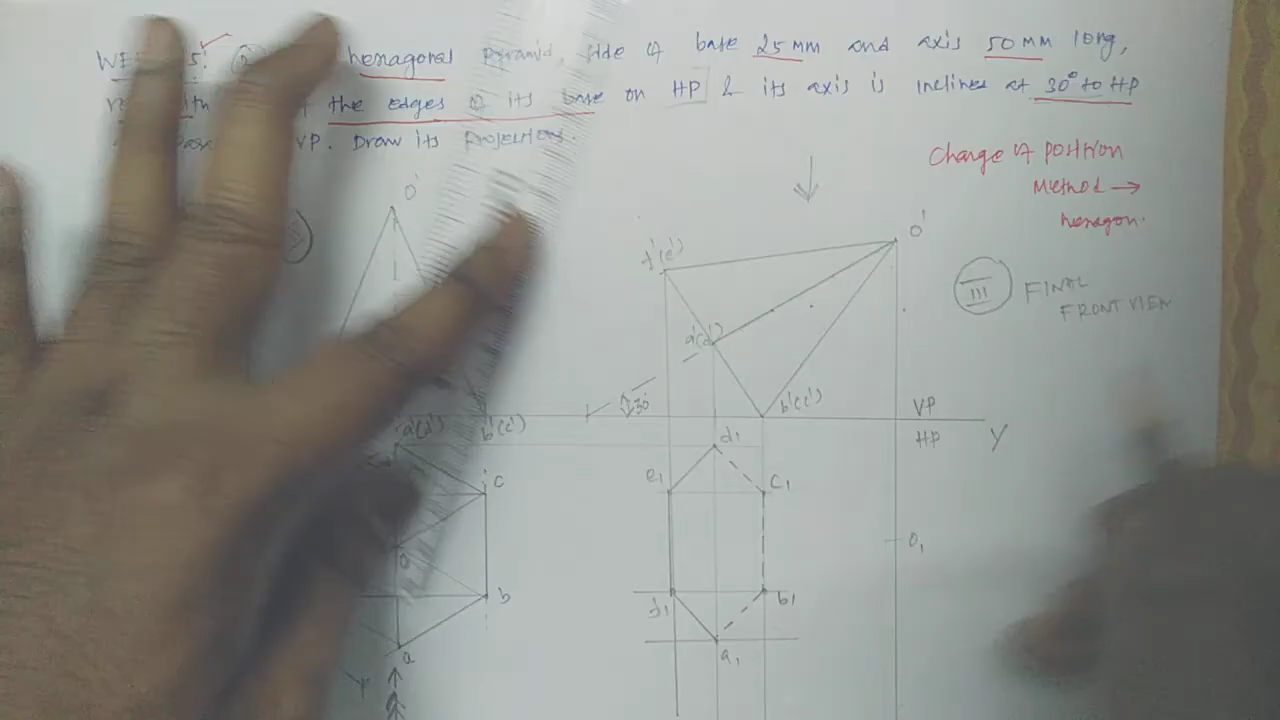 hexagonal pyramid, side of base 25 MM and axis 50 MM long,
the edges of its base on HP & its axis is inclines at 30° to HP
VP. Draw its projections.
Change of position
Method →
hexagon.
O'
O'
f'(e')
III FINAL
FRONT VIEW
a'(d')
30
b'(c')
VP
HP
Y
a'(d')
b'(c')
d1
e1
c1
c
O1
o
b
f1
b1
a
a1